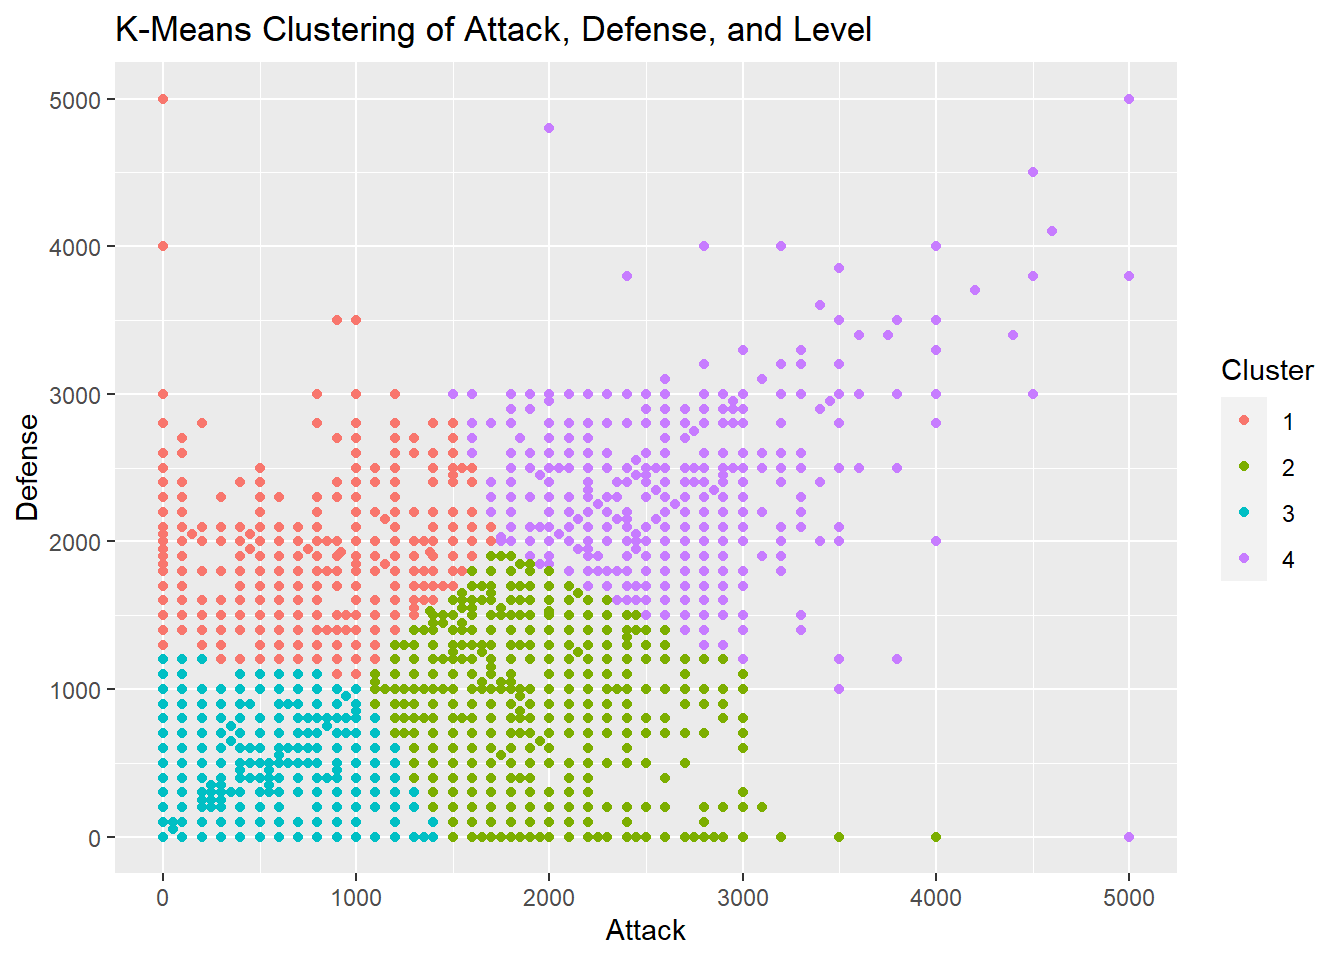 K-Means Clustering of Attack, Defense, and Level
5000
4000
3000
2000
1000
0
Defense
0 1000 2000 3000 4000 5000
Attack
Cluster
1
2
3
4